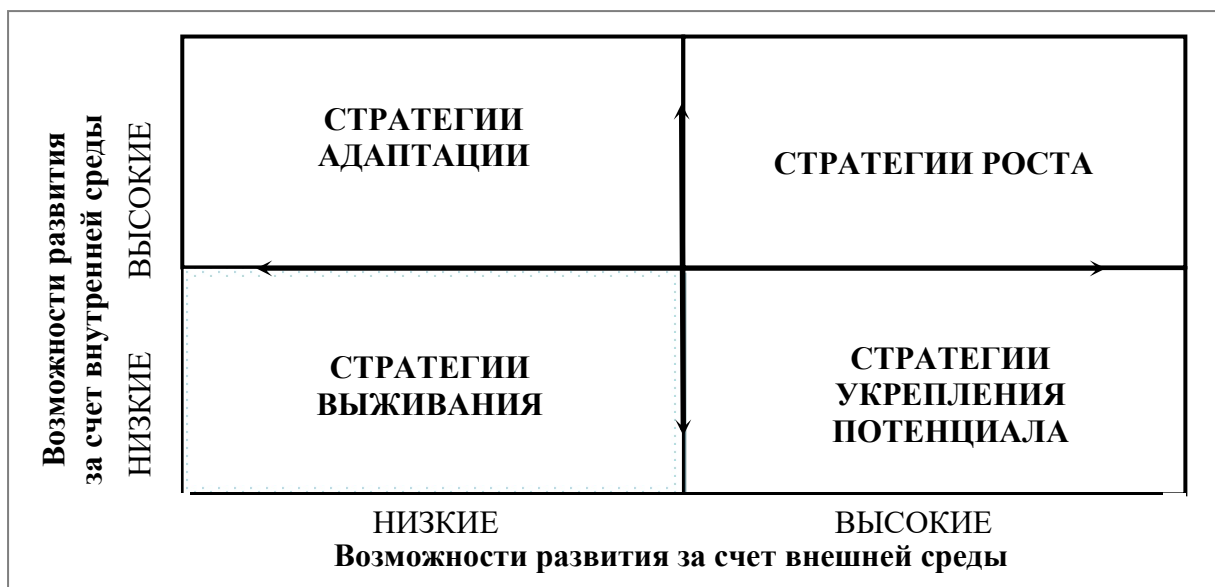 Возможности развития
за счет внутренней среды
ВЫСОКИЕ
НИЗКИЕ
СТРАТЕГИИ
АДАПТАЦИИ
СТРАТЕГИИ РОСТА
СТРАТЕГИИ
ВЫЖИВАНИЯ
СТРАТЕГИИ
УКРЕПЛЕНИЯ
ПОТЕНЦИАЛА
НИЗКИЕ
ВЫСОКИЕ
Возможности развития за счет внешней среды